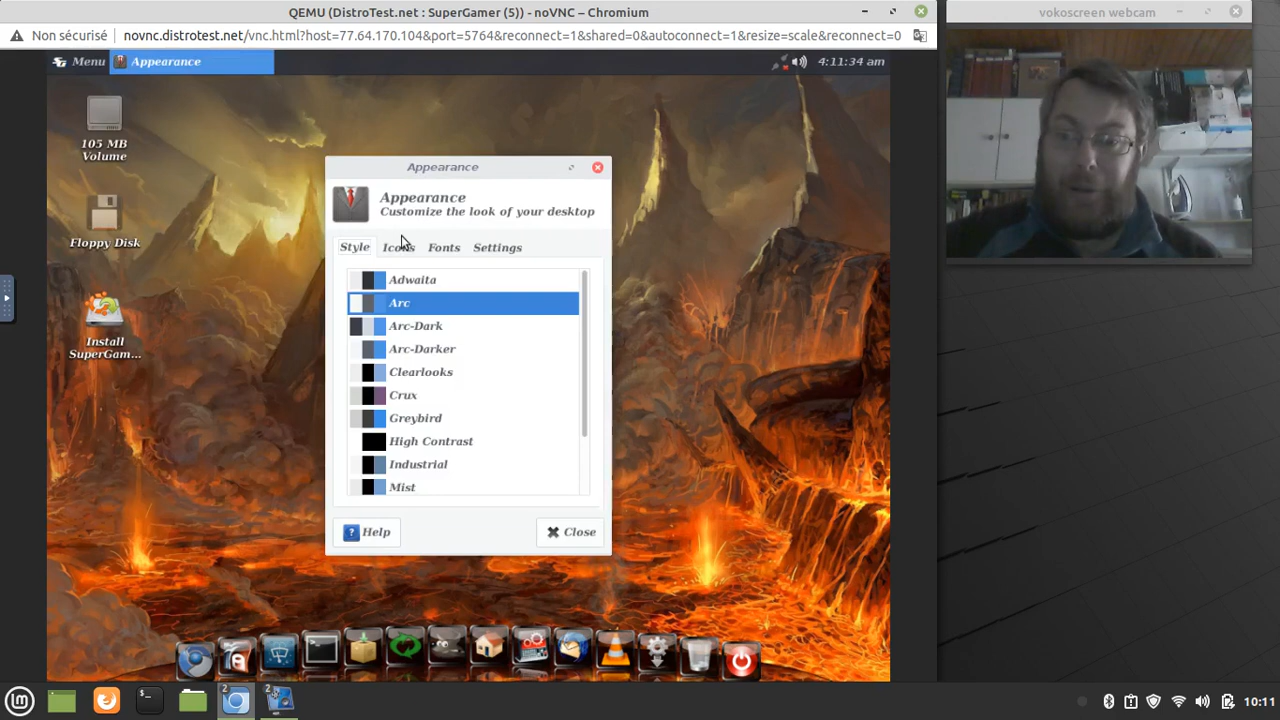 QEMU (DistroTest.net : SuperGamer (5)) - noVNC – Chromium
vokoscreen webcam
Non sécurisé
novnc.distrotest.net/vnc.html?host=77.64.170.104&port=5764&reconnect=1&shared=0&autoconnect=1&resize=scale&reconnect=0
Menu
Appearance
4:11:34 am
105 MB
Volume
Floppy Disk
Install
SuperGam...
Appearance
Appearance
Customize the look of your desktop
Style
Icons
Fonts
Settings
Adwaita
Arc
Arc-Dark
Arc-Darker
Clearlooks
Crux
Greybird
High Contrast
Industrial
Mist
Help
Close
2
2
10:11